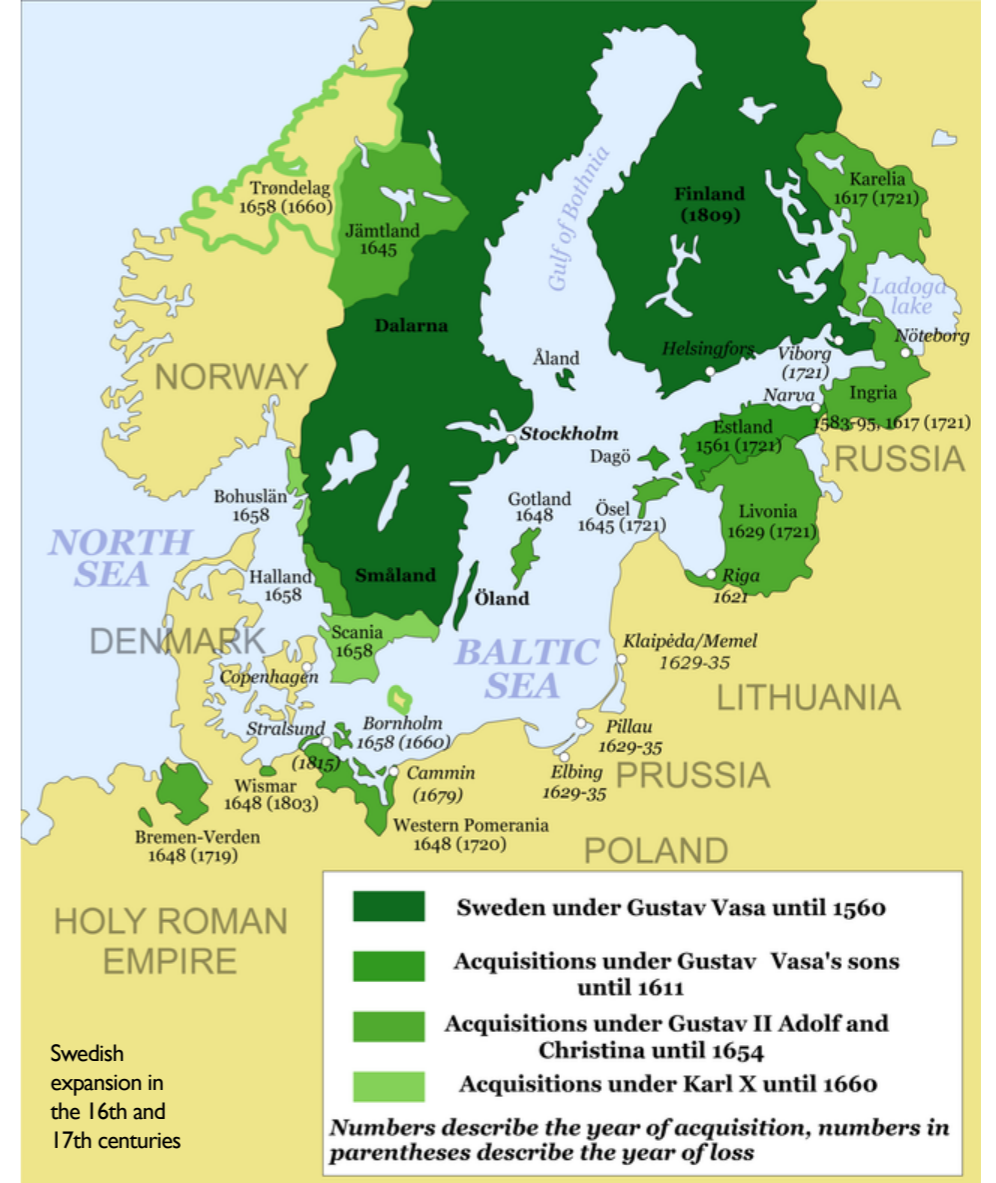 Trøndelag
1658 (1660)
Jämtland
1645
Gulf of Bothnia
Finland
(1809)
Karelia
1617 (1721)
Ladoga
lake
Dalarna
NORWAY
Åland
Helsingfors
Viborg
(1721)
Nöteborg
Narva
Ingria
1583-95, 1617 (1721)
Stockholm
Estland
1561 (1721)
RUSSIA
Dagö
Bohuslän
1658
Gotland
1648
Ösel
1645 (1721)
Livonia
1629 (1721)
NORTH
SEA
Halland
1658
Småland
Öland
Riga
1621
DENMARK
Scania
1658
BALTIC
SEA
Klaipėda/Memel
1629-35
Copenhagen
LITHUANIA
Stralsund
(1815)
Bornholm
1658 (1660)
Pillau
1629-35
Wismar
1648 (1803)
Cammin
(1679)
Elbing
1629-35
PRUSSIA
Bremen-Verden
1648 (1719)
Western Pomerania
1648 (1720)
POLAND
HOLY ROMAN
EMPIRE
Sweden under Gustav Vasa until 1560
Acquisitions under Gustav Vasa's sons
until 1611
Acquisitions under Gustav II Adolf and
Christina until 1654
Acquisitions under Karl X until 1660
Numbers describe the year of acquisition, numbers in
parentheses describe the year of loss
Swedish
expansion in
the 16th and
17th centuries